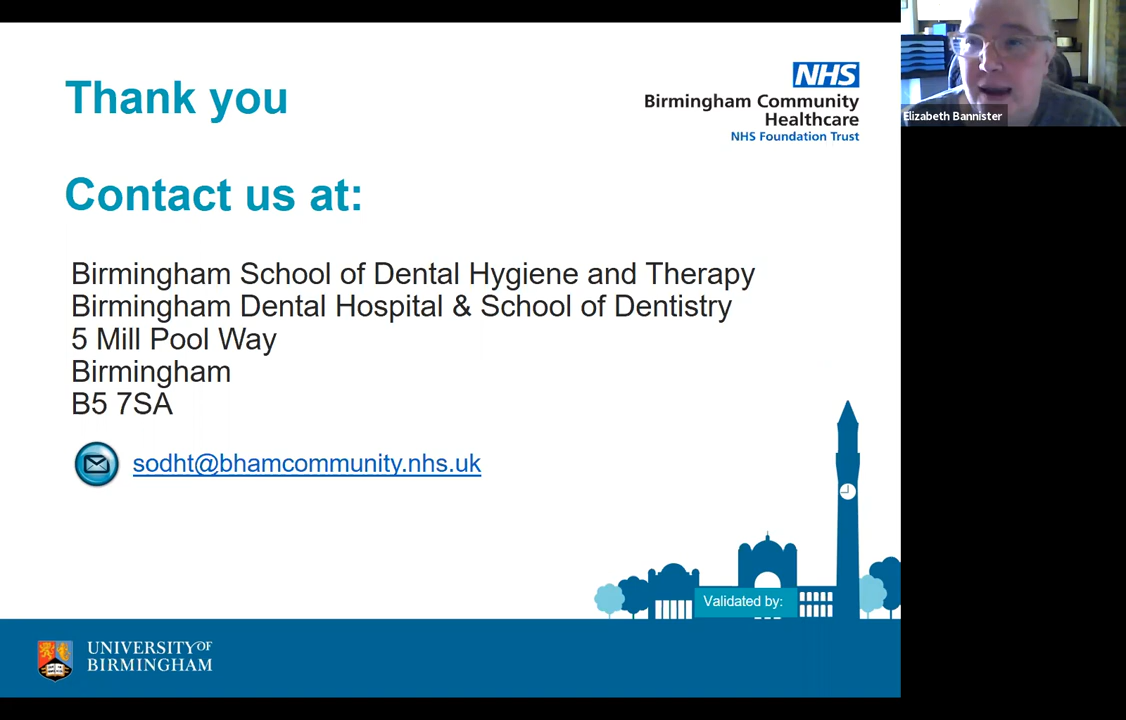 Thank you
NHS
Birmingham Community
Healthcare
NHS Foundation Trust
Elizabeth Bannister
Contact us at:
Birmingham School of Dental Hygiene and Therapy
Birmingham Dental Hospital & School of Dentistry
5 Mill Pool Way
Birmingham
B5 7SA
sodht@bhamcommunity.nhs.uk
Validated by:
UNIVERSITY OF
BIRMINGHAM